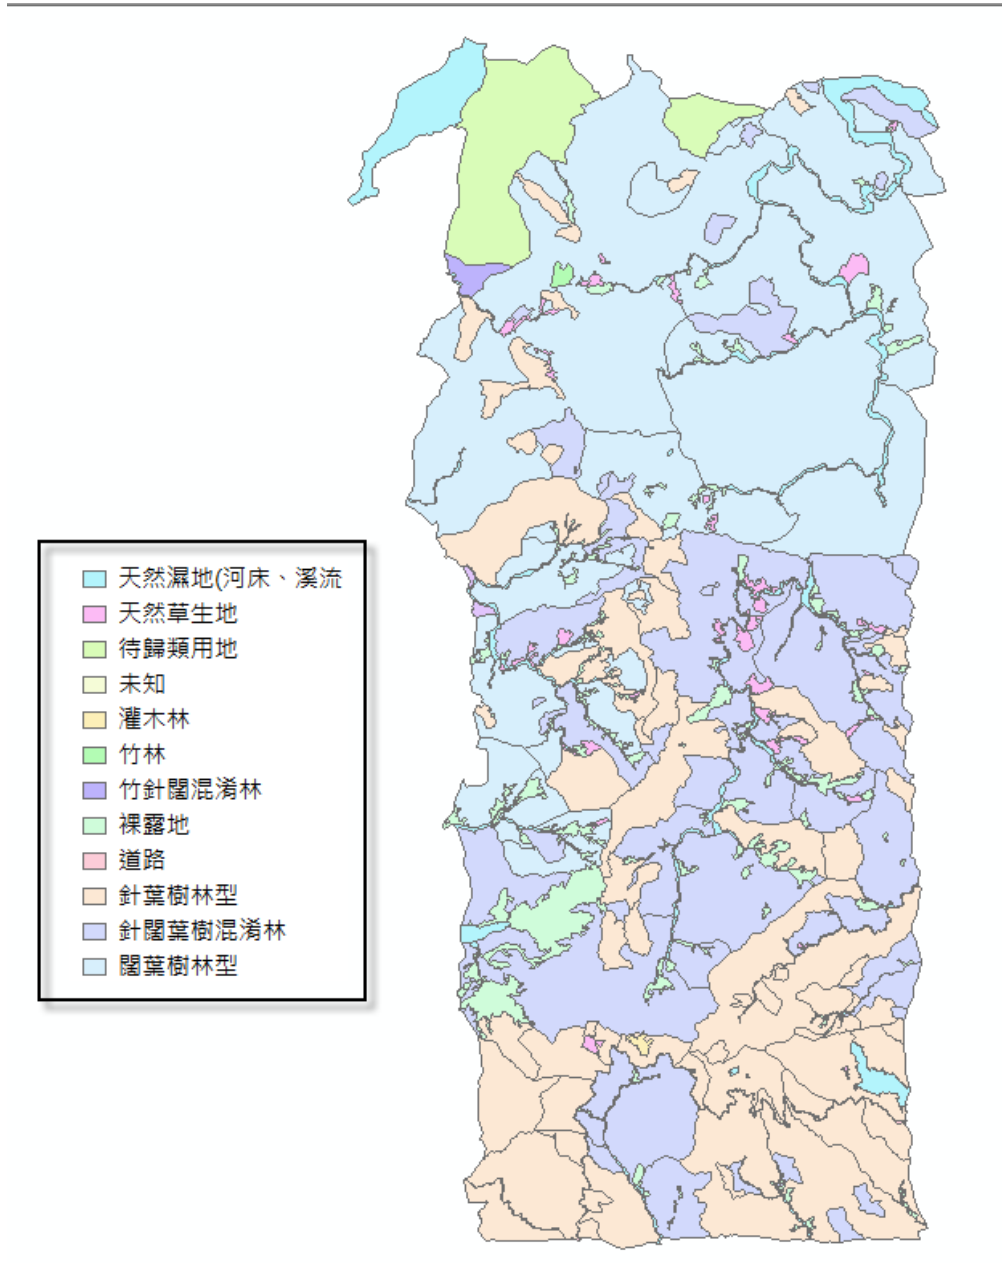 天然濕地(河床、溪流
天然草生地
待歸類用地
未知
灌木林
竹林
竹針闊混淆林
裸露地
道路
針葉樹林型
針闊葉樹混淆林
闊葉樹林型